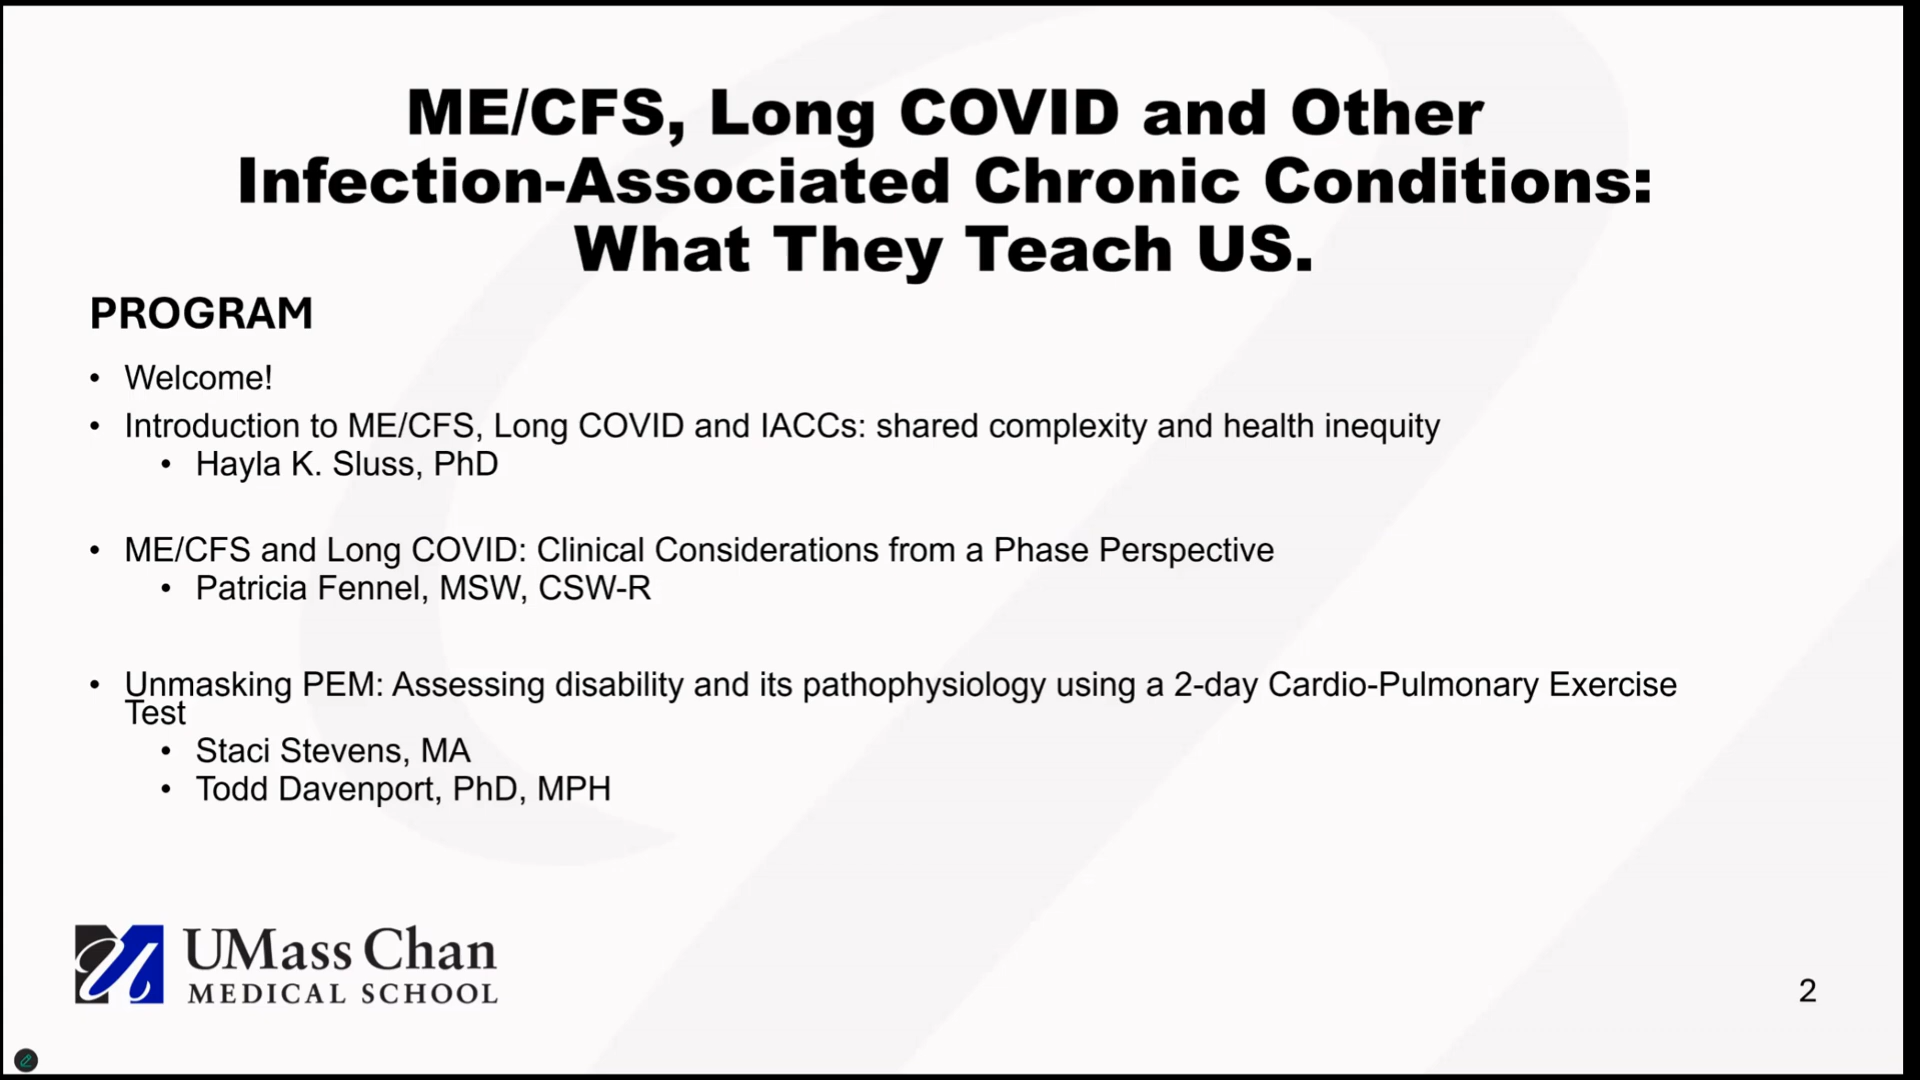 ME/CFS, Long COVID and Other
Infection-Associated Chronic Conditions:
What They Teach US.
PROGRAM
• Welcome!
• Introduction to ME/CFS, Long COVID and IACCs: shared complexity and health inequity
• Hayla K. Sluss, PhD
• ME/CFS and Long COVID: Clinical Considerations from a Phase Perspective
• Patricia Fennel, MSW, CSW-R
• Unmasking PEM: Assessing disability and its pathophysiology using a 2-day Cardio-Pulmonary Exercise
Test
• Staci Stevens, MA
• Todd Davenport, PhD, MPH
UMass Chan
MEDICAL SCHOOL
2